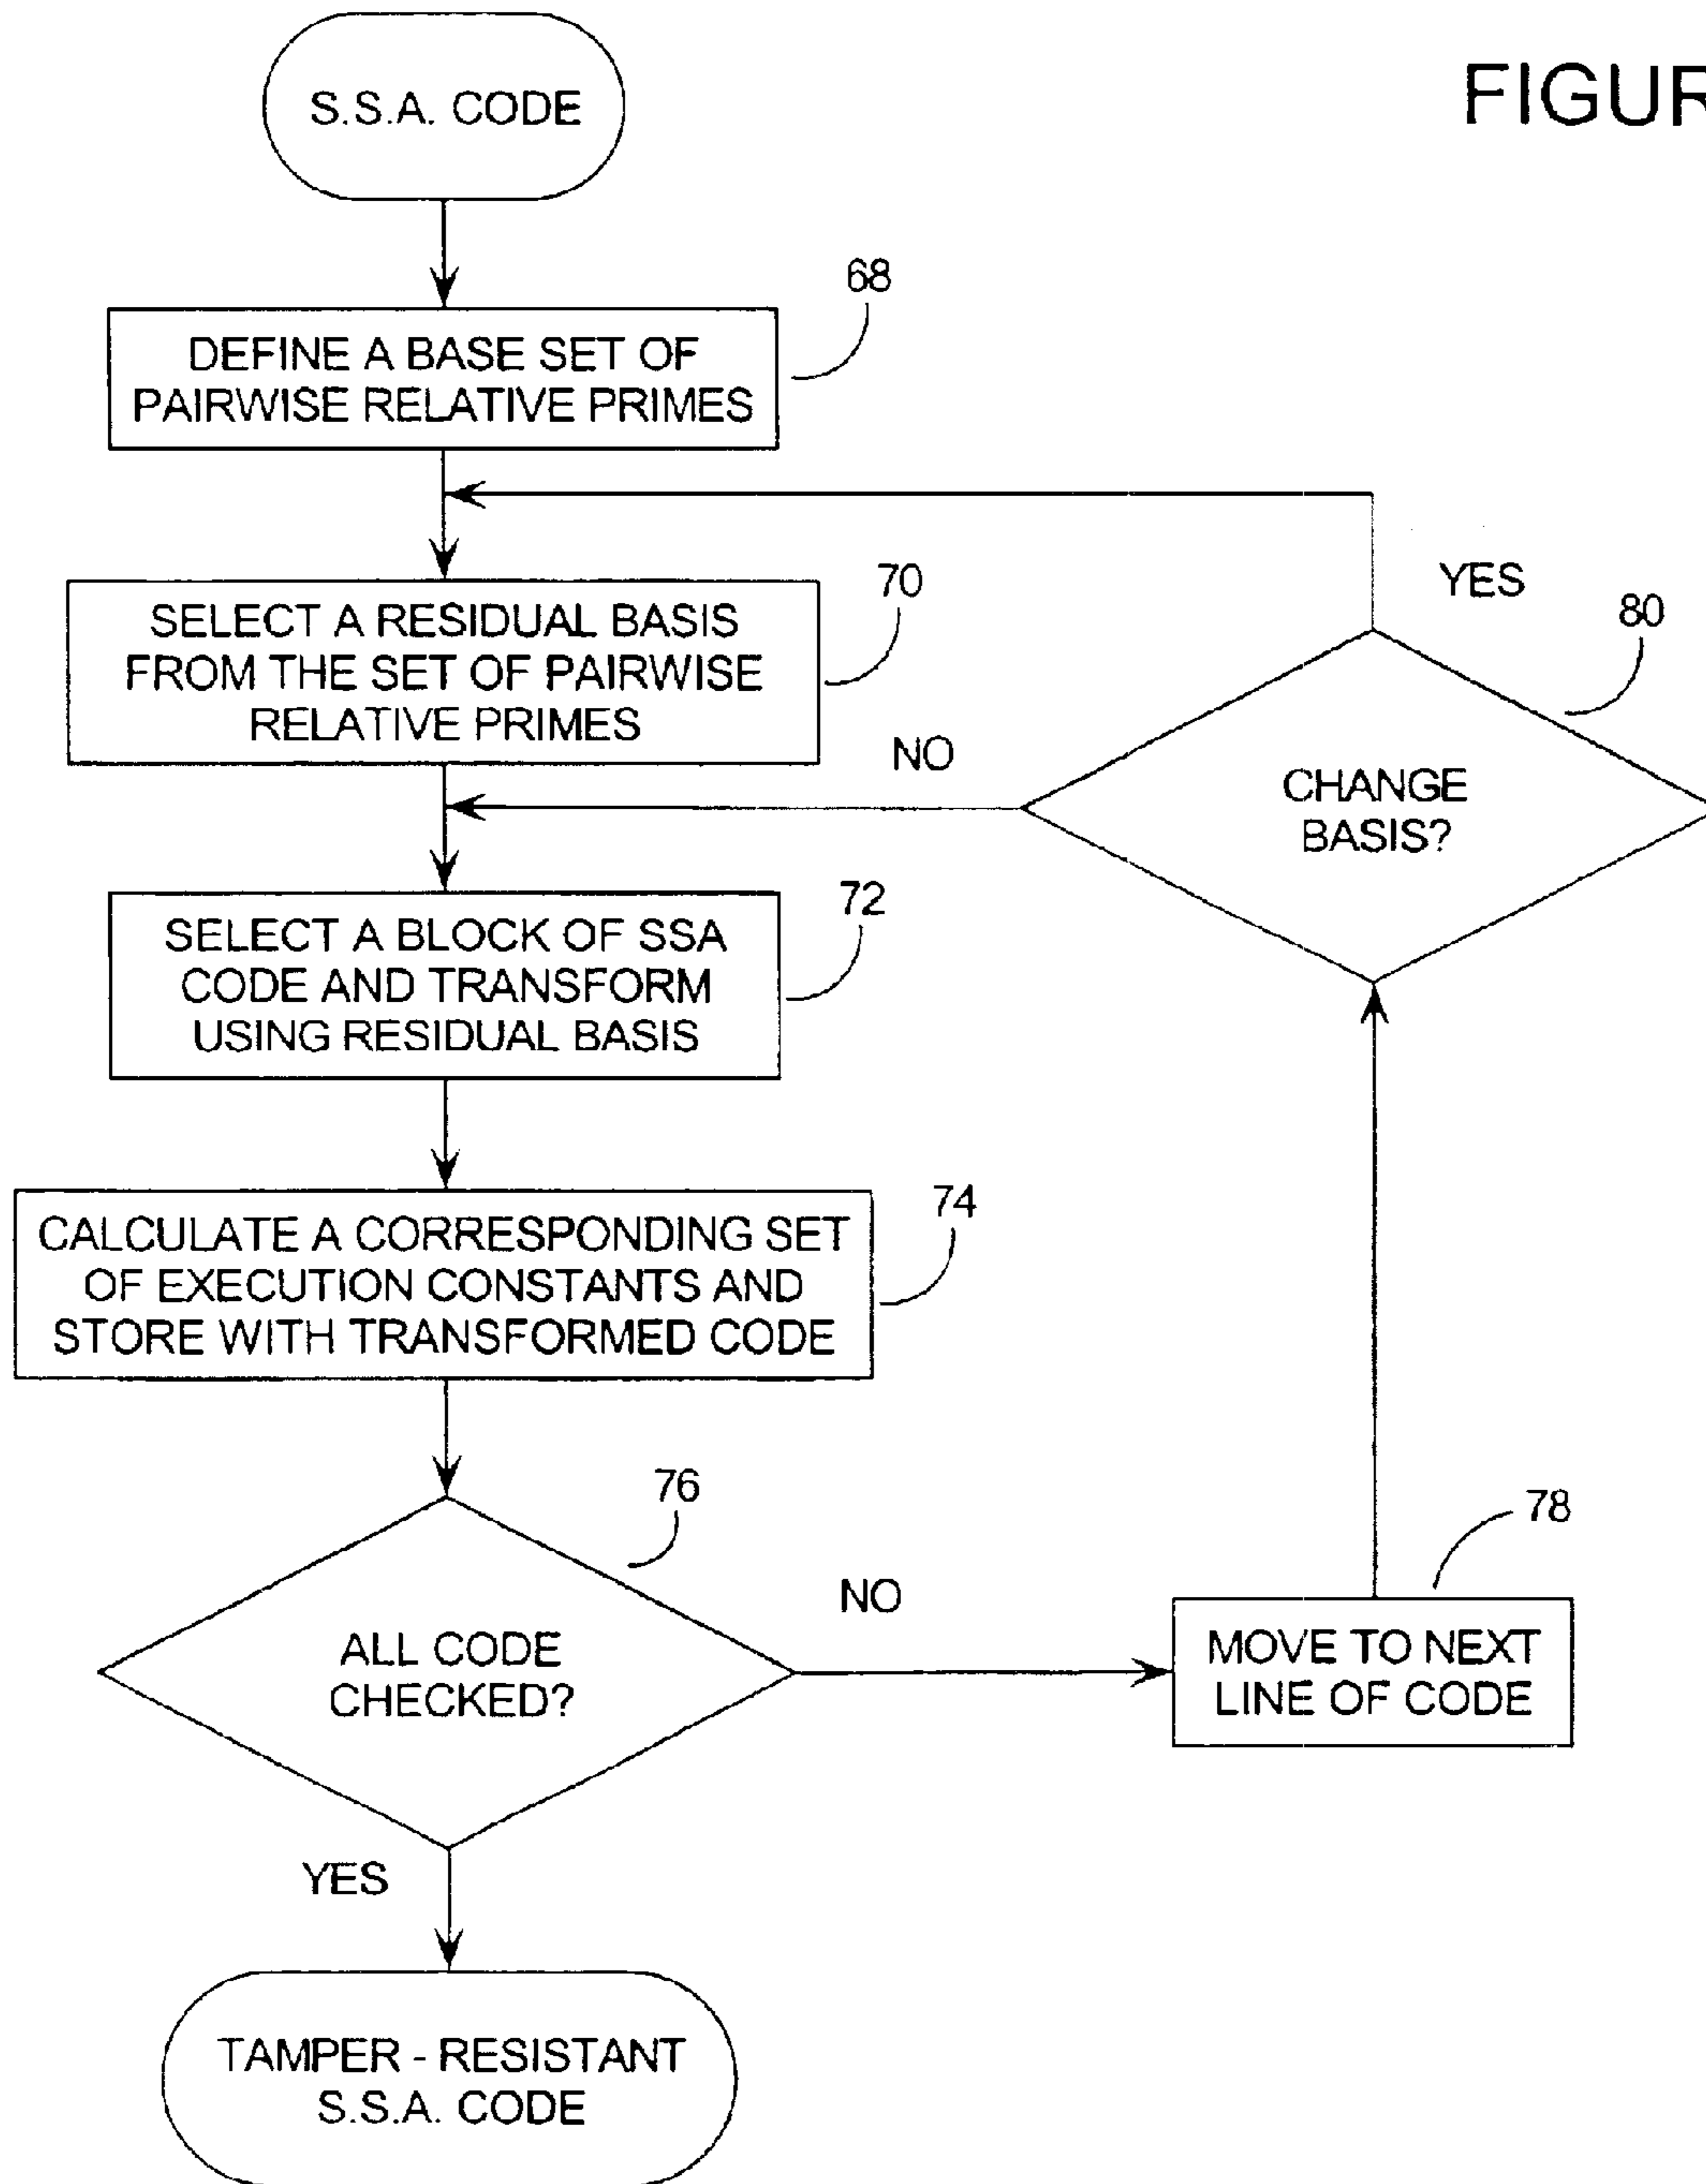 FIGUR
S.S.A. CODE
68
DEFINE A BASE SET OF
PAIRWISE RELATIVE PRIMES
70
SELECT A RESIDUAL BASIS
FROM THE SET OF PAIRWISE
RELATIVE PRIMES
YES
80
NO
CHANGE
BASIS?
72
SELECT A BLOCK OF SSA
CODE AND TRANSFORM
USING RESIDUAL BASIS
74
CALCULATE A CORRESPONDING SET
OF EXECUTION CONSTANTS AND
STORE WITH TRANSFORMED CODE
76
ALL CODE
CHECKED?
NO
78
MOVE TO NEXT
LINE OF CODE
YES
TAMPER - RESISTANT
S.S.A. CODE